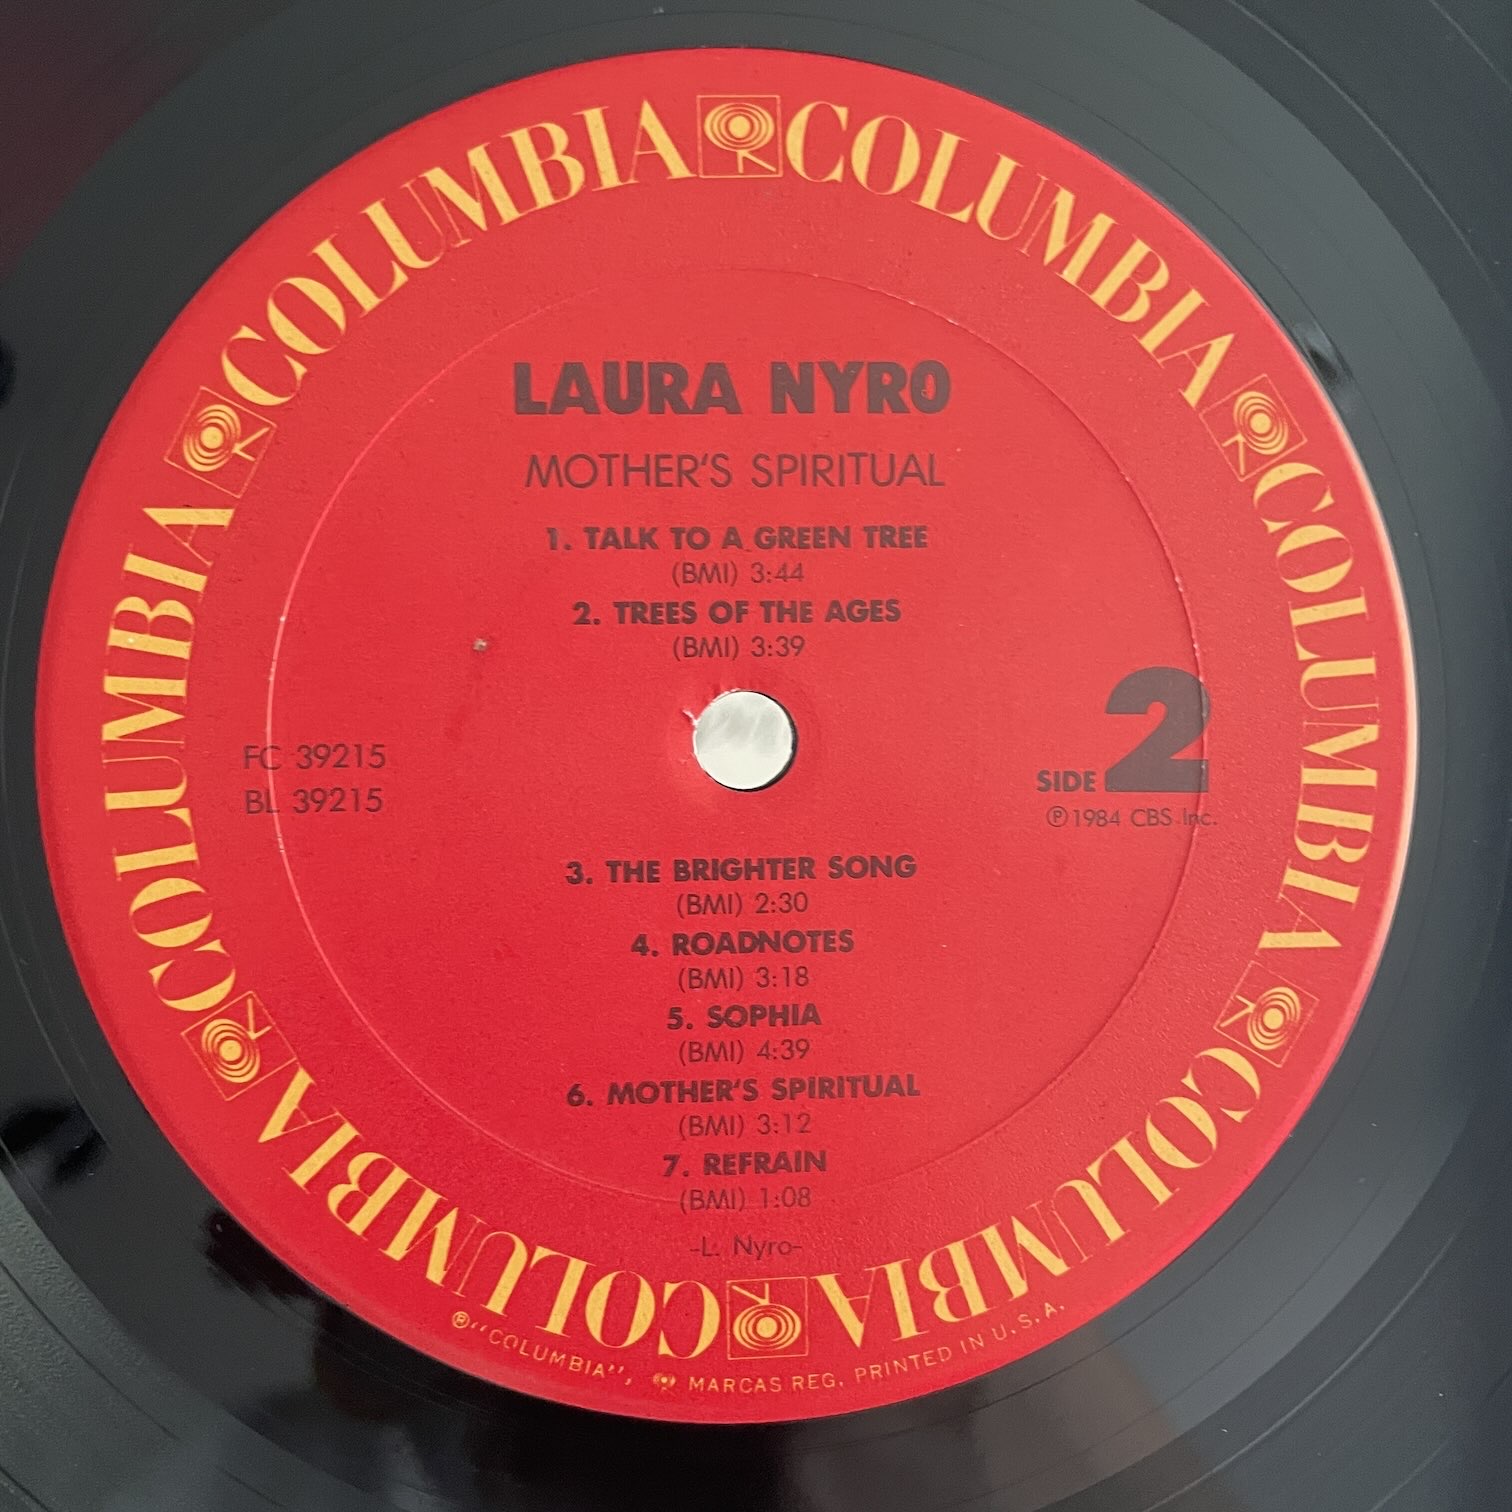 COLUMBIA COLUMBIA COLUMBIA COLUMBIA COLUMBIA COLUMBIA
LAURA NYRO
MOTHER'S SPIRITUAL
1. TALK TO A GREEN TREE
(BMI) 3:44
2. TREES OF THE AGES
(BMI) 3:39
FC 39215
BL 39215
SIDE 2
℗1984 CBS Inc.
3. THE BRIGHTER SONG
(BMI) 2:30
4. ROADNOTES
(BMI) 3:18
5. SOPHIA
(BMI) 4:39
6. MOTHER'S SPIRITUAL
(BMI) 3:12
7. REFRAIN
(BMI) 1:08
-L. Nyro-
®"COLUMBIA", MARCAS REG. PRINTED IN U.S.A.